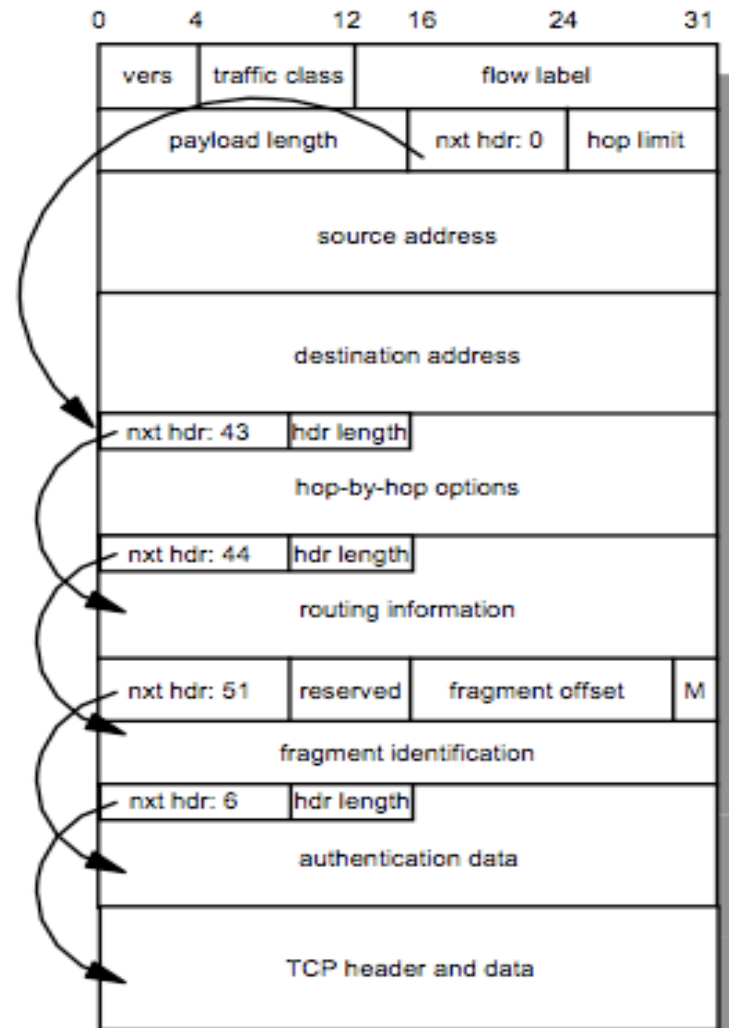 0 4 12 16 24 31
vers traffic class flow label
payload length nxt hdr: 0 hop limit
source address
destination address
nxt hdr: 43 hdr length
hop-by-hop options
nxt hdr: 44 hdr length
routing information
nxt hdr: 51 reserved fragment offset M
fragment identification
nxt hdr: 6 hdr length
authentication data
TCP header and data